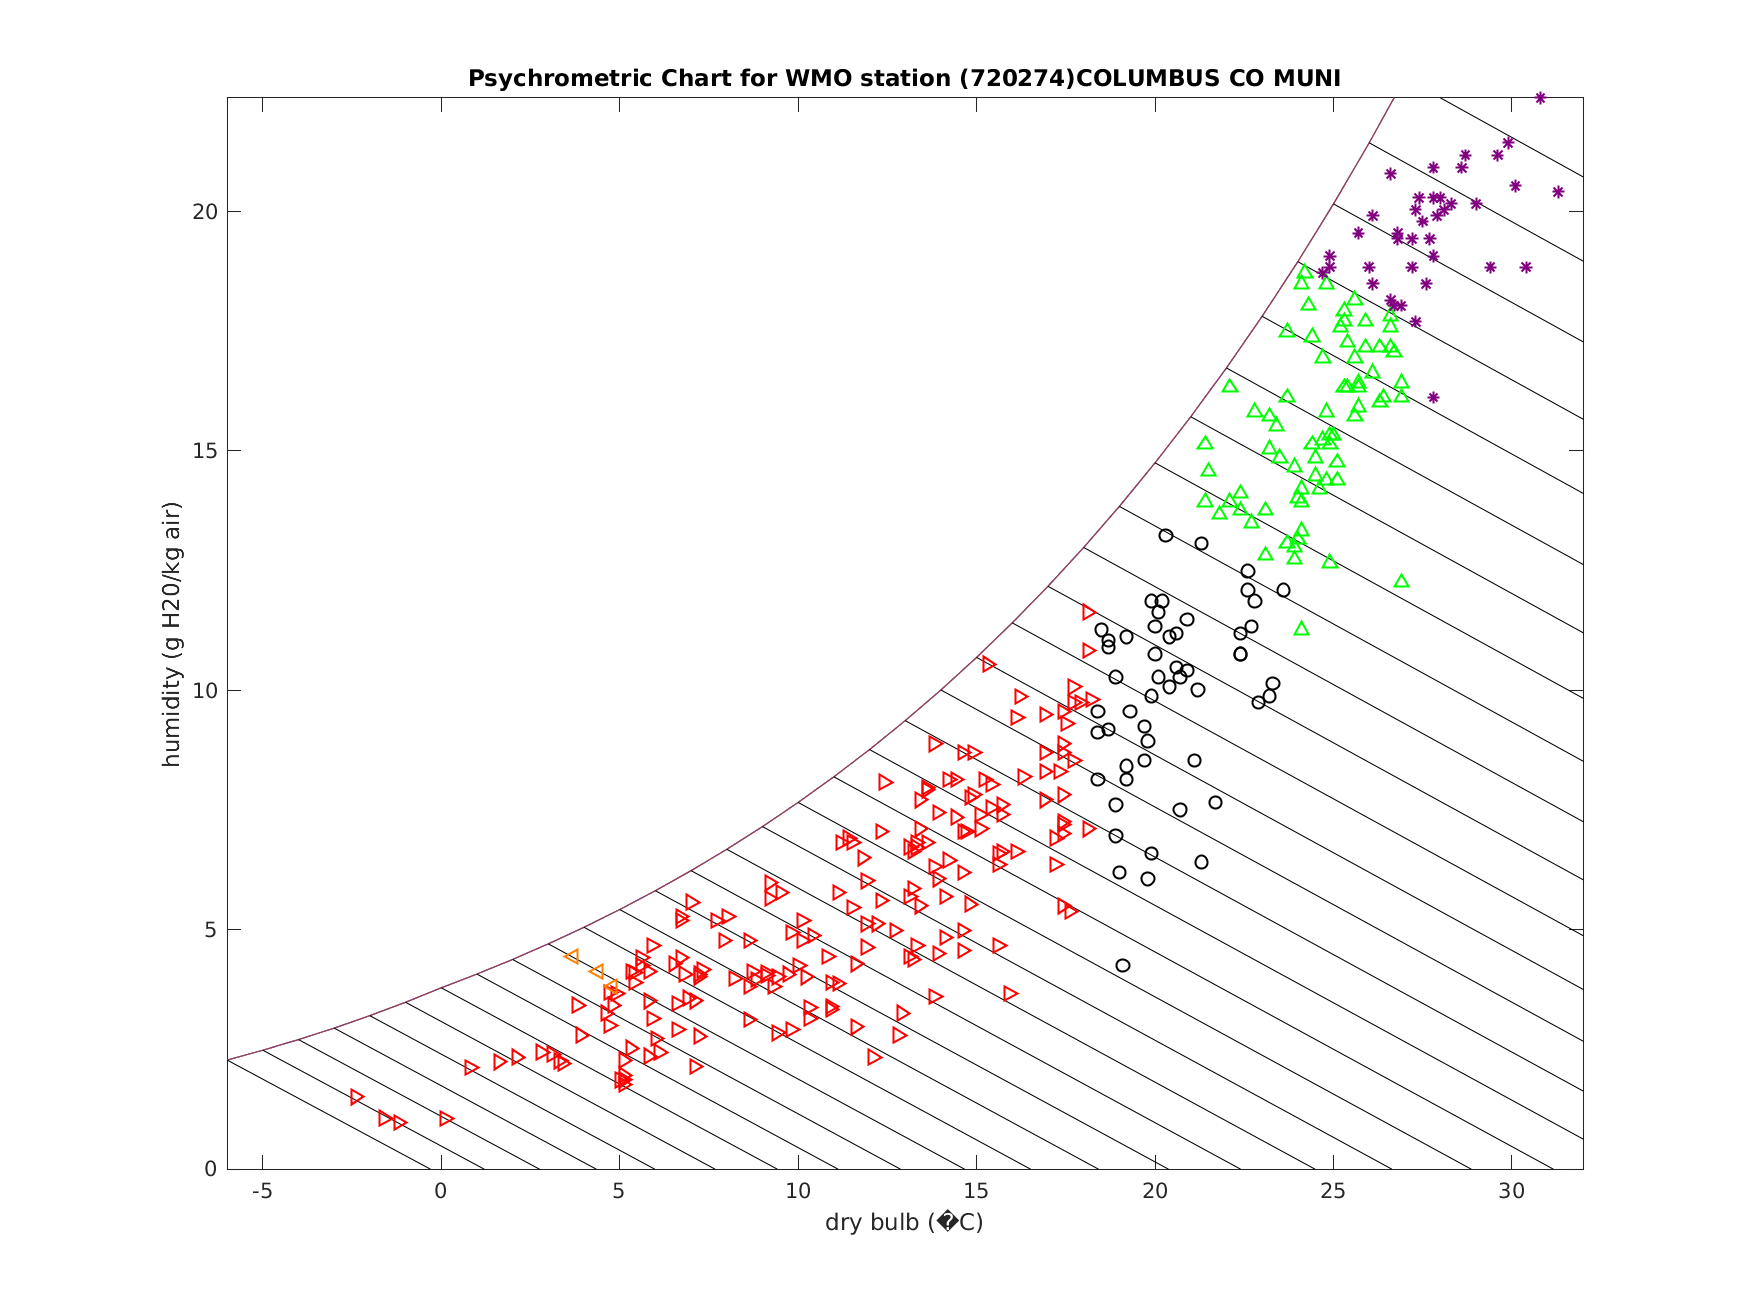 Psychrometric Chart for WMO station (720274)COLUMBUS CO MUNI
humidity (g H20/kg air)
20
15
10
5
0
-5 0 5 10 15 20 25 30
dry bulb (�C)